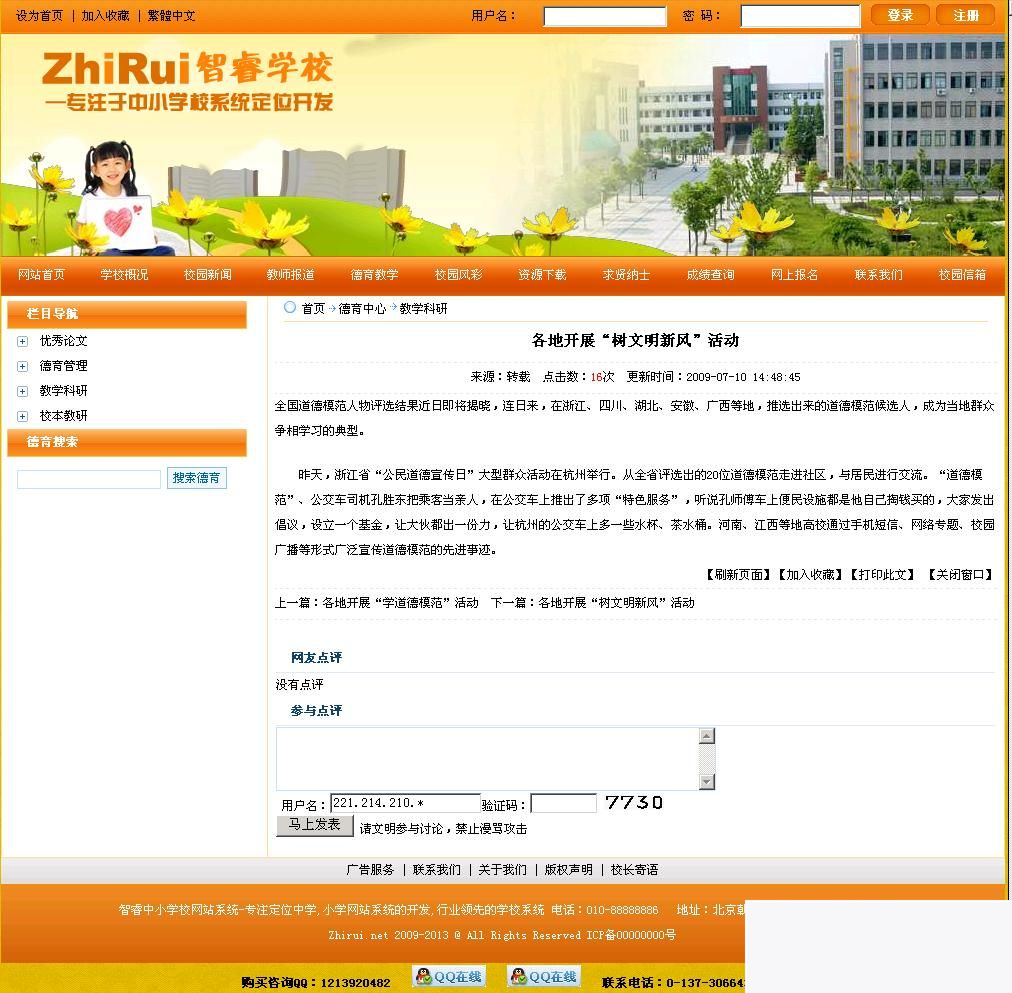 设为首页 | 加入收藏 | 繁體中文 用户名： 密 码： 登录 注册
ZhiRui智睿学校
—专注于中小学校系统定位开发
网站首页 学校概况 校园新闻 教师报道 德育教学 校园风彩 资源下载 求贤纳士 成绩查询 网上报名 联系我们 校园信箱
栏目导航
优秀论文
德育管理
教学科研
校本教研
德育搜索
搜索德育
首页→德育中心→教学科研
各地开展“树文明新风”活动
来源：转载 点击数：16次 更新时间：2009-07-10 14:48:45
全国道德模范人物评选结果近日即将揭晓，连日来，在浙江、四川、湖北、安徽、广西等地，推选出来的道德模范候选人，成为当地群众
争相学习的典型。
昨天，浙江省“公民道德宣传日”大型群众活动在杭州举行。从全省评选出的20位道德模范走进社区，与居民进行交流。“道德模
范”、公交车司机孔胜东把乘客当亲人，在公交车上推出了多项“特色服务”，听说孔师傅车上便民设施都是他自己掏钱买的，大家发出
倡议，设立一个基金，让大伙都出一份力，让杭州的公交车上多一些水杯、茶水桶。河南、江西等地高校通过手机短信、网络专题、校园
广播等形式广泛宣传道德模范的先进事迹。
【刷新页面】【加入收藏】【打印此文】 【关闭窗口】
上一篇：各地开展“学道德模范”活动 下一篇：各地开展“树文明新风”活动
网友点评
没有点评
参与点评
用户名：221.214.210.* 验证码： 7730
马上发表 请文明参与讨论，禁止漫骂攻击
广告服务 | 联系我们 | 关于我们 | 版权声明 | 校长寄语
智睿中小学校网站系统-专注定位中学,小学网站系统的开发,行业领先的学校系统 电话：010-88888886 地址：北京朝
Zhirui.net 2009-2013 @ All Rights Reserved ICP备00000000号
购买咨询QQ：1213920482 QQ在线 QQ在线 联系电话：0-137-30664